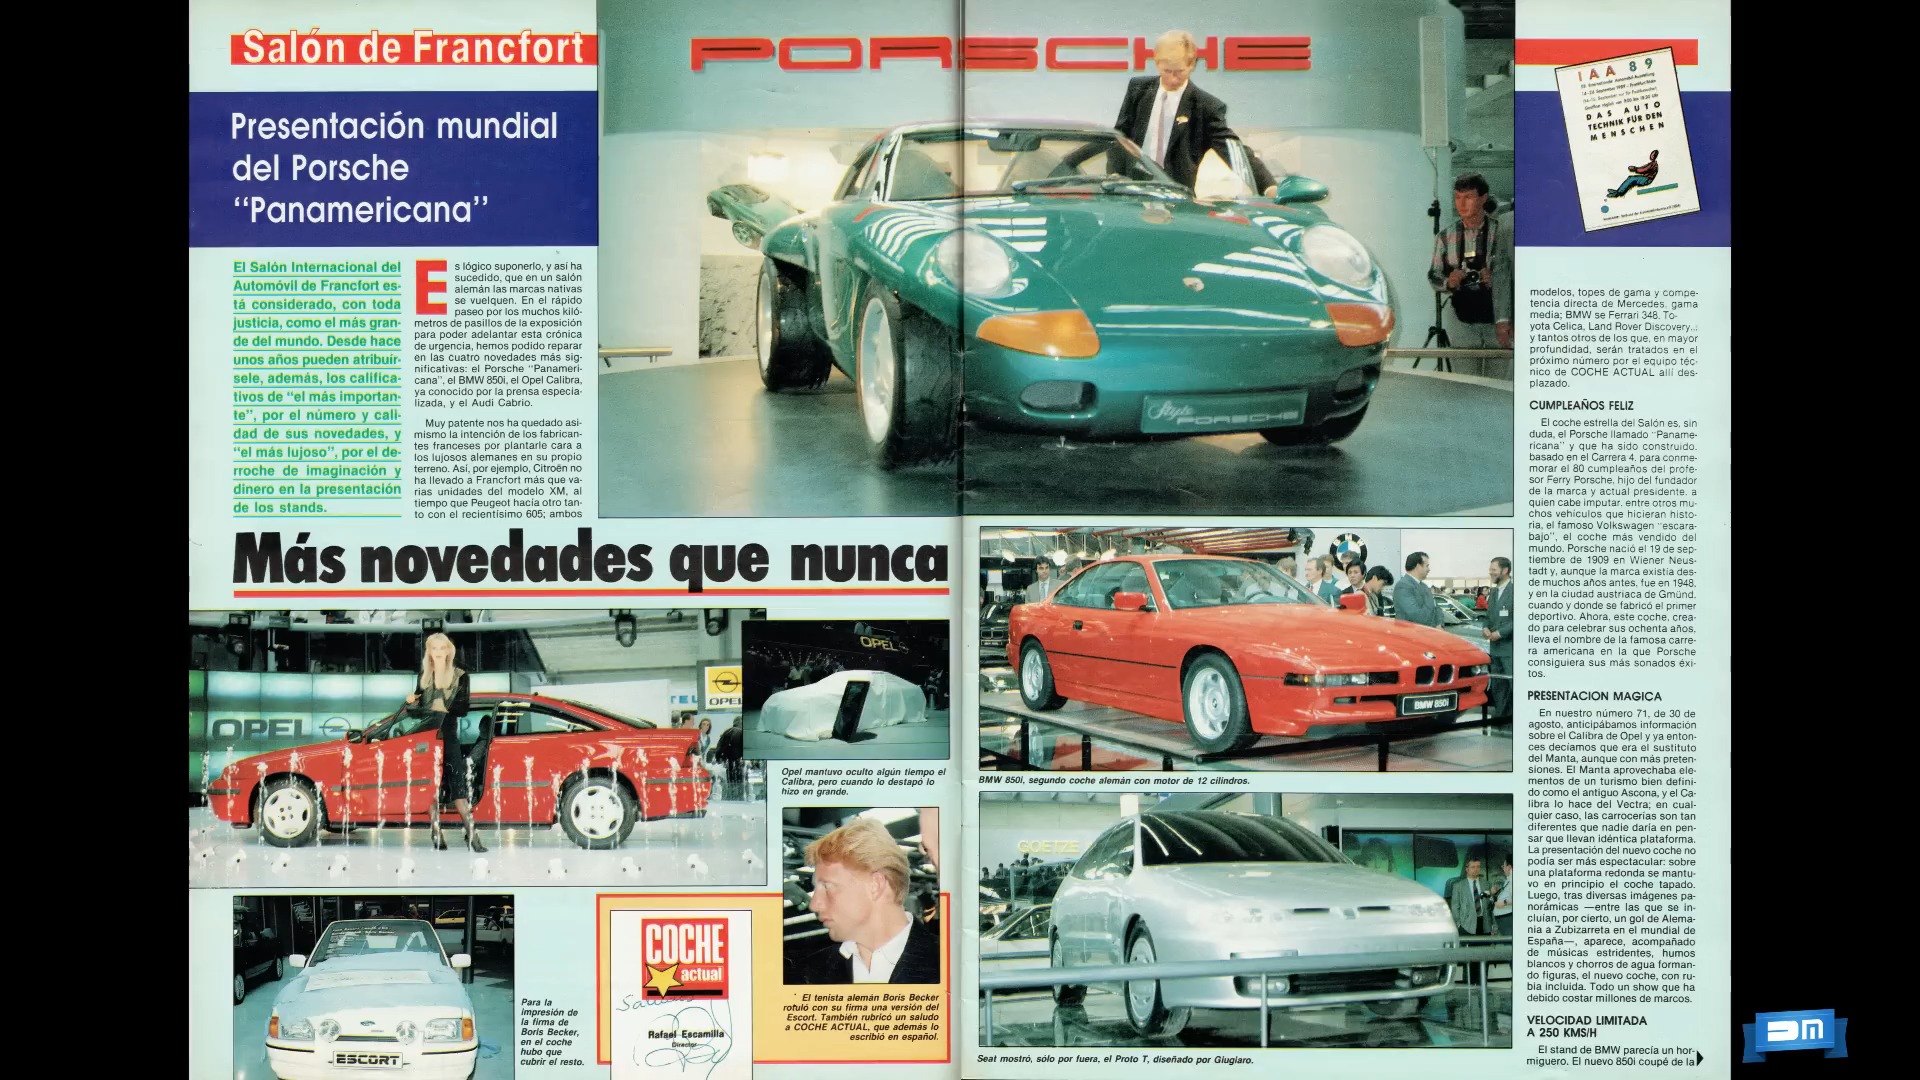 Salón de Francfort
Presentación mundial
del Porsche
“Panamericana”
El Salón Internacional del
Automóvil de Francfort es-
tá considerado, con toda
justicia, como el más gran-
de del mundo. Desde hace
unos años pueden atribuír-
sele, además, los califica-
tivos de “el más importan-
te”, por el número y cali-
dad de sus novedades, y
“el más lujoso”, por el de-
rroche de imaginación y
dinero en la presentación
de los stands.
Es lógico suponerlo, y así ha
sucedido, que en un salón
alemán las marcas nativas
se vuelquen. En el rápido
paseo por los muchos kiló-
metros de pasillos de la exposición
para poder adelantar esta crónica
de urgencia, hemos podido reparar
en las cuatro novedades más sig-
nificativas: el Porsche “Panameri-
cana”, el BMW 850i, el Opel Calibra,
ya conocido por la prensa especia-
lizada, y el Audi Cabrio.
Muy patente nos ha quedado asi-
mismo la intención de los fabrican-
tes franceses por plantarle cara a
los lujosos alemanes en su propio
terreno. Así, por ejemplo, Citroën no
ha llevado a Francfort más que va-
rias unidades del modelo XM, al
tiempo que Peugeot hacía otro tan-
to con el recientísimo 605; ambos
PORSCHE
Style
PORSCHE
IAA 89
DAS AUTO
TECHNIK FÜR DEN
MENSCHEN
modelos, topes de gama y compe-
tencia directa de Mercedes, gama
media; BMW se Ferrari 348, To-
yota Celica, Land Rover Discovery...
y tantos otros de los que, en mayor
profundidad, serán tratados en el
próximo número por el equipo téc-
nico de COCHE ACTUAL allí des-
plazado.
CUMPLEAÑOS FELIZ
El coche estrella del Salón es, sin
duda, el Porsche llamado “Paname-
ricana” y que ha sido construido,
basado en el Carrera 4, para conme-
morar el 80 cumpleaños del profe-
sor Ferry Porsche, hijo del fundador
de la marca y actual presidente, a
quien cabe imputar, entre otros mu-
chos vehículos que hicieran histo-
ria, el famoso Volkswagen “escara-
bajo”, el coche más vendido del
mundo. Porsche nació el 19 de sep-
tiembre de 1909 en Wiener Neus-
tadt y, aunque la marca existía des-
de muchos años antes, fue en 1948,
y en la ciudad austriaca de Gmünd,
cuando y donde se fabricó el primer
deportivo. Ahora, este coche, crea-
do para celebrar sus ochenta años,
lleva el nombre de la famosa carre-
ra americana en la que Porsche
consiguiera sus más sonados éxi-
tos.
PRESENTACION MAGICA
En nuestro número 71, de 30 de
agosto, anticipábamos información
sobre el Calibra de Opel y ya enton-
ces decíamos que era el sustituto
del Manta, aunque con más preten-
siones. El Manta aprovechaba ele-
mentos de un turismo bien defini-
do como el antiguo Ascona, y el Ca-
libra lo hace del Vectra; en cual-
quier caso, las carrocerías son tan
diferentes que nadie daría en pen-
sar que llevan idéntica plataforma.
La presentación del nuevo coche no
podía ser más espectacular: sobre
una plataforma redonda se mantu-
vo en principio el coche tapado.
Luego, tras diversas imágenes pa-
norámicas —entre las que se in-
cluían, por cierto, un gol de Alema-
nia a Zubizarreta en el mundial de
España—, aparece, acompañado
de músicas estridentes, humos
blancos y chorros de agua forman-
do figuras, el nuevo coche, con ru-
bia incluida. Todo un show que ha
debido costar millones de marcos.
VELOCIDAD LIMITADA
A 250 KMS/H
El stand de BMW parecía un hor-
miguero. El nuevo 850i coupé de la
Más novedades que nunca
OPEL
OPEL
OPEL
Opel mantuvo oculto algún tiempo el
Calibra, pero cuando lo destapó lo
hizo en grande.
BMW
BMW 850i
BMW 850i, segundo coche alemán con motor de 12 cilindros.
GOETZE
Seat mostró, sólo por fuera, el Proto T, diseñado por Giugiaro.
ESCORT
Para la
impresión de
la firma de
Boris Becker,
en el coche
hubo que
cubrir el resto.
COCHE
actual
Rafael Escamilla
Director
El tenista alemán Boris Becker
rotuló con su firma una versión del
Escort. También rubricó un saludo
a COCHE ACTUAL, que además lo
escribió en español.